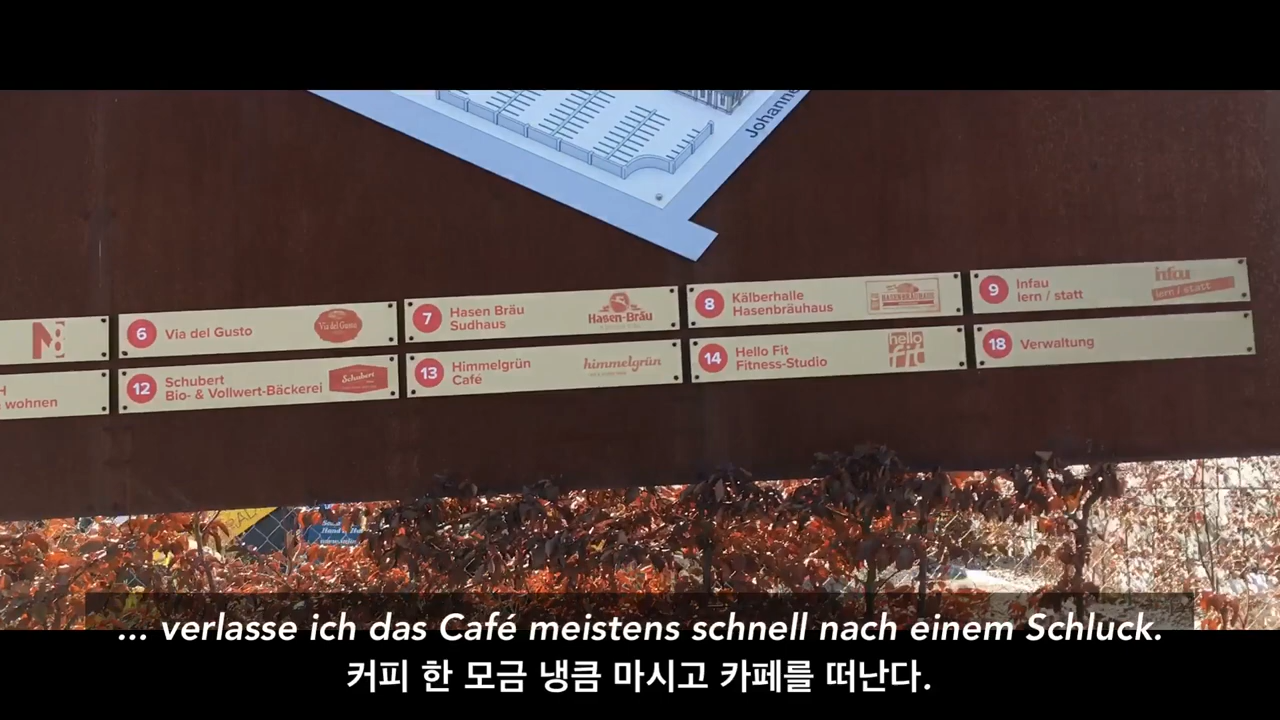 Johanne
6 Via del Gusto
Via del Gusto
7 Hasen Bräu
Sudhaus
Hasen-Bräu
8 Kälberhalle
Hasenbräuhaus
HASENBRÄUHAUS
9 Infau
lern / statt
infau
lern / statt
H
wohnen
12 Schubert
Bio- & Vollwert-Bäckerei
Schubert
13 Himmelgrün
Café
himmelgrün
14 Hello Fit
Fitness-Studio
hello
fit
18 Verwaltung
... verlasse ich das Café meistens schnell nach einem Schluck.
커피 한 모금 냉큼 마시고 카페를 떠난다.